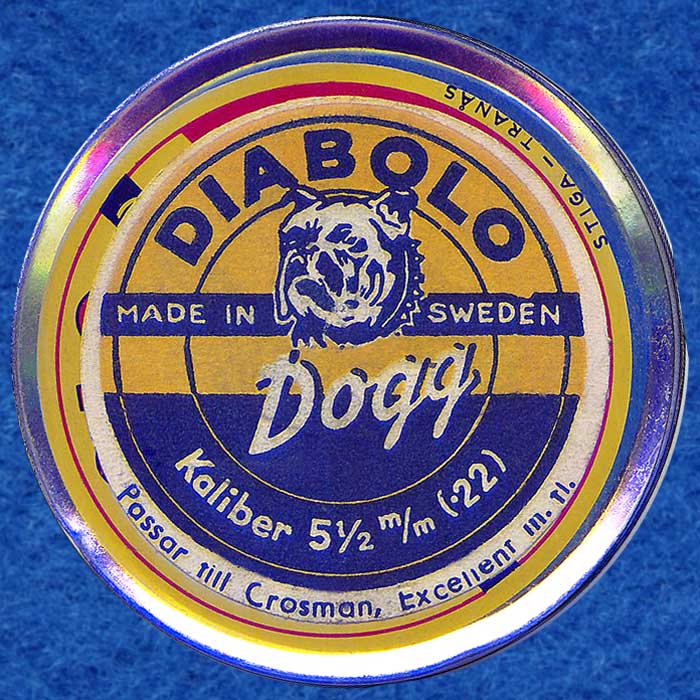 STIGA – TRANÅS
DIABOLO
MADE IN SWEDEN
Dogg
Kaliber 5½ m/m (.22)
Passar till Crosman, Excellent m. fl.